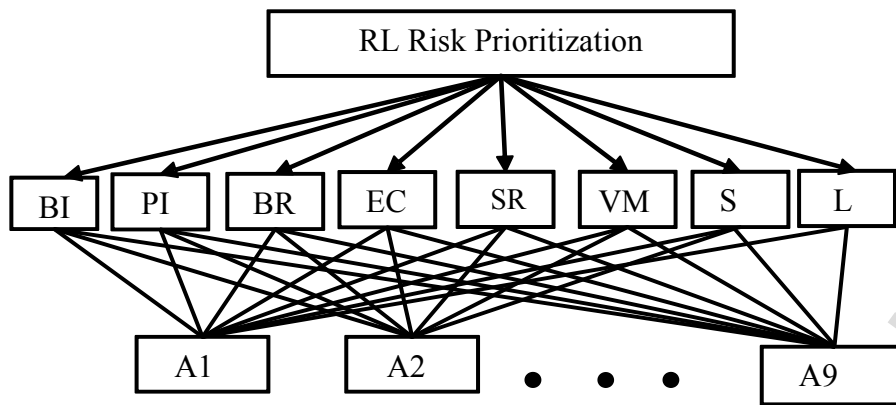 RL Risk Prioritization
BI PI BR EC SR VM S L
A1 A2 • • • A9